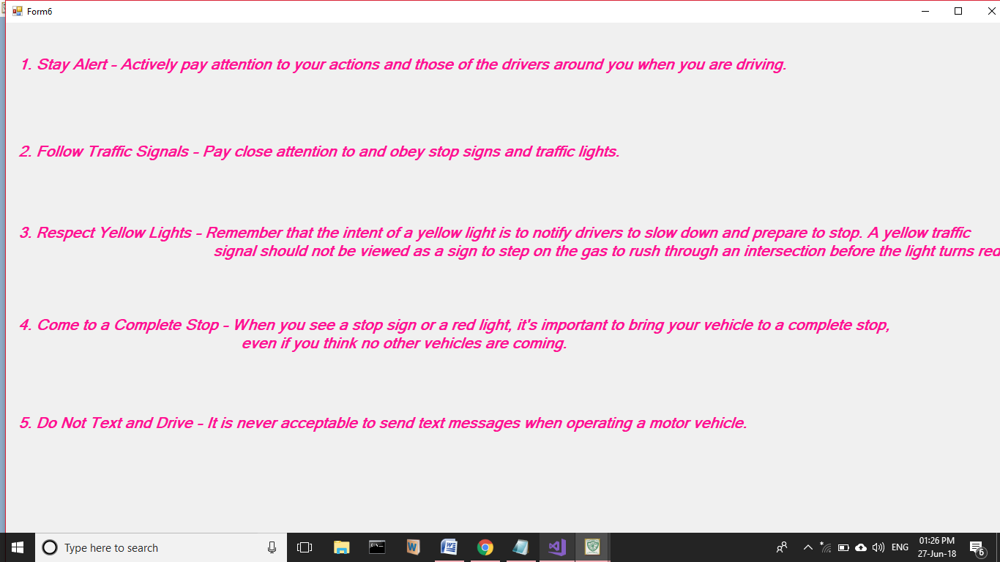 Form6
1. Stay Alert - Actively pay attention to your actions and those of the drivers around you when you are driving.
2. Follow Traffic Signals - Pay close attention to and obey stop signs and traffic lights.
3. Respect Yellow Lights - Remember that the intent of a yellow light is to notify drivers to slow down and prepare to stop. A yellow traffic
signal should not be viewed as a sign to step on the gas to rush through an intersection before the light turns red
4. Come to a Complete Stop - When you see a stop sign or a red light, it's important to bring your vehicle to a complete stop,
even if you think no other vehicles are coming.
5. Do Not Text and Drive - It is never acceptable to send text messages when operating a motor vehicle.
Type here to search
ENG
01:26 PM
27-Jun-18
6